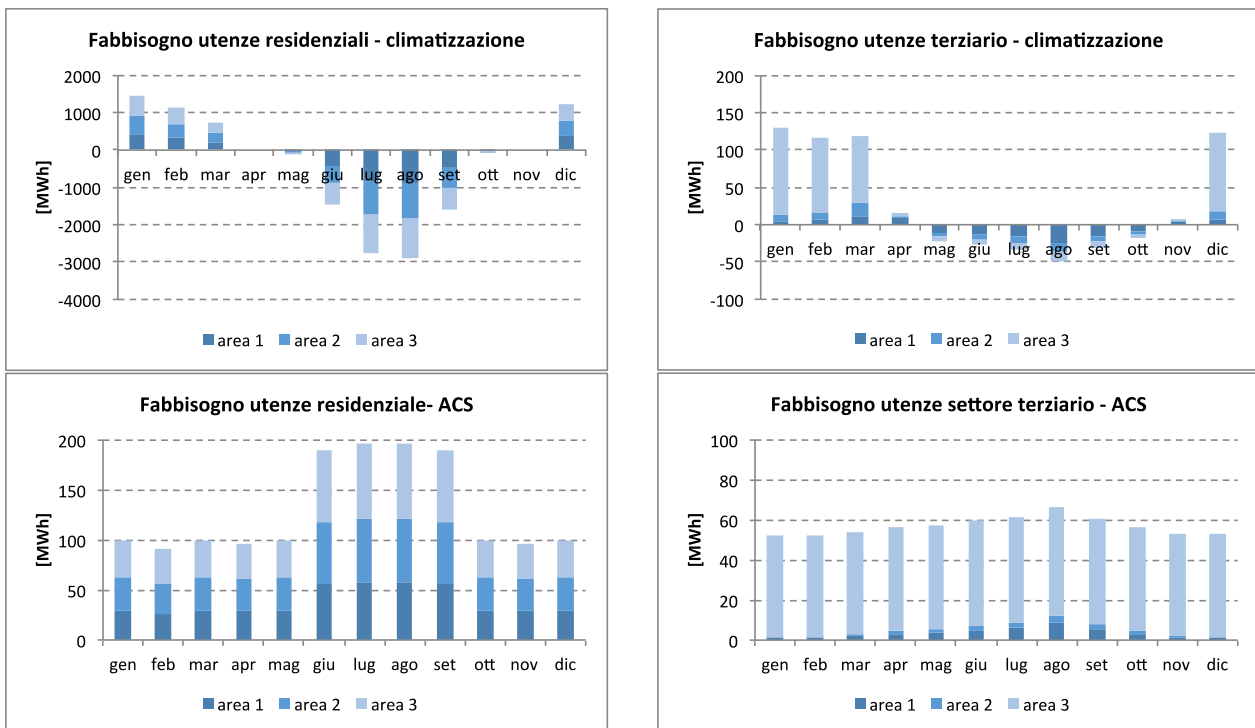 Fabbisogno utenze residenziali - climatizzazione
2000
1000
0
-1000
-2000
-3000
-4000
[MWh]
gen feb mar apr mag giu lug ago set ott nov dic
area 1 area 2 area 3
Fabbisogno utenze terziario - climatizzazione
200
150
100
50
0
-50
-100
[MWh]
gen feb mar apr mag giu lug ago set ott nov dic
area 1 area 2 area 3
Fabbisogno utenze residenziale- ACS
200
150
100
50
0
[MWh]
gen feb mar apr mag giu lug ago set ott nov dic
area 1 area 2 area 3
Fabbisogno utenze settore terziario - ACS
100
80
60
40
20
0
[MWh]
gen feb mar apr mag giu lug ago set ott nov dic
area 1 area 2 area 3